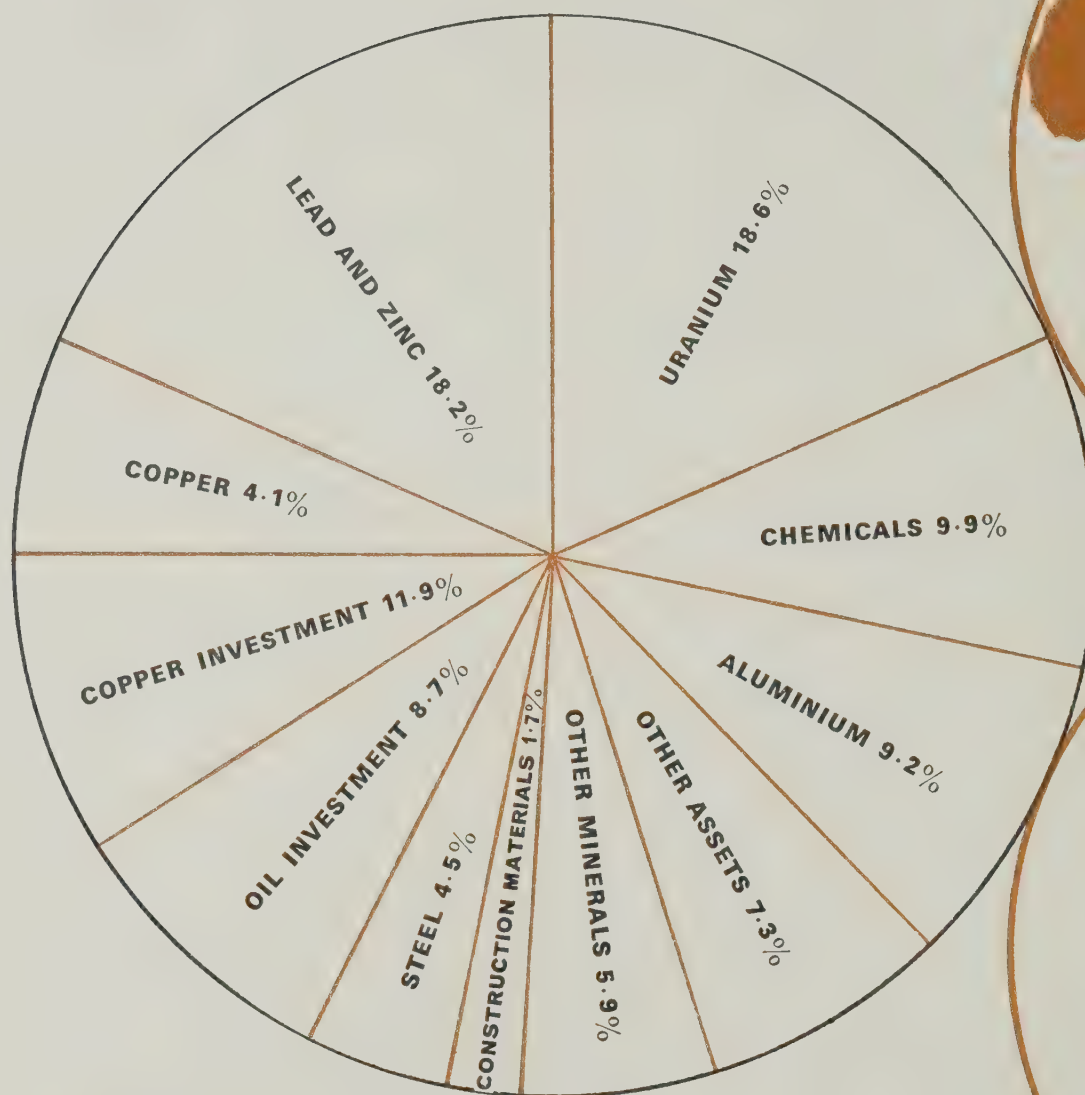 LEAD AND ZINC 18·2%
URANIUM 18·6%
COPPER 4·1%
CHEMICALS 9·9%
COPPER INVESTMENT 11·9%
ALUMINIUM 9·2%
OIL INVESTMENT 8·7%
STEEL 4·5%
CONSTRUCTION MATERIALS 1·7%
OTHER MINERALS 5·9%
OTHER ASSETS 7.3%